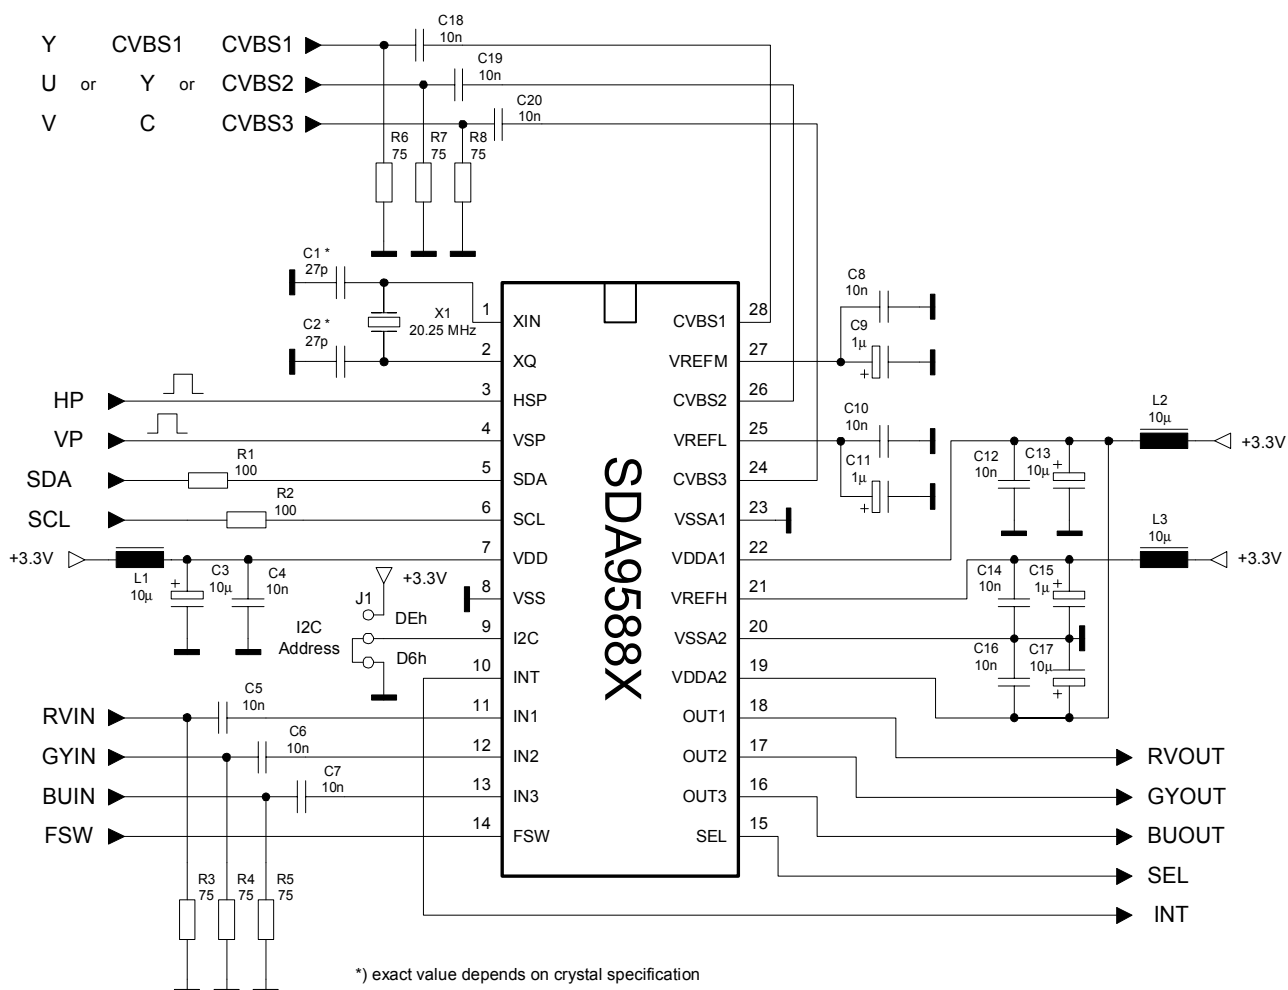 C18
10n
Y CVBS1 CVBS1
C19
10n
U or Y or CVBS2
C20
10n
V C CVBS3
R6
75
R7
75
R8
75
C1 *
27p
C2 *
27p
X1
20.25 MHz
C8
10n
C9
1µ
+
C10
10n
C11
1µ
+
L2
10µ
+3.3V
C12
10n
C13
10µ
+
L3
10µ
+3.3V
C14
10n
C15
1µ
+
C16
10n
C17
10µ
+
HP
VP
SDA
R1
100
SCL
R2
100
+3.3V
L1
10µ
C3
10µ
+
C4
10n
+3.3V
J1
DEh
I2C
Address
D6h
1 XIN
2 XQ
3 HSP
4 VSP
5 SDA
6 SCL
7 VDD
8 VSS
9 I2C
10 INT
11 IN1
12 IN2
13 IN3
14 FSW
SDA9588X
CVBS1 28
VREFM 27
CVBS2 26
VREFL 25
CVBS3 24
VSSA1 23
VDDA1 22
VREFH 21
VSSA2 20
VDDA2 19
OUT1 18
OUT2 17
OUT3 16
SEL 15
RVIN
C5
10n
GYIN
C6
10n
BUIN
C7
10n
FSW
R3
75
R4
75
R5
75
RVOUT
GYOUT
BUOUT
SEL
INT
*) exact value depends on crystal specification